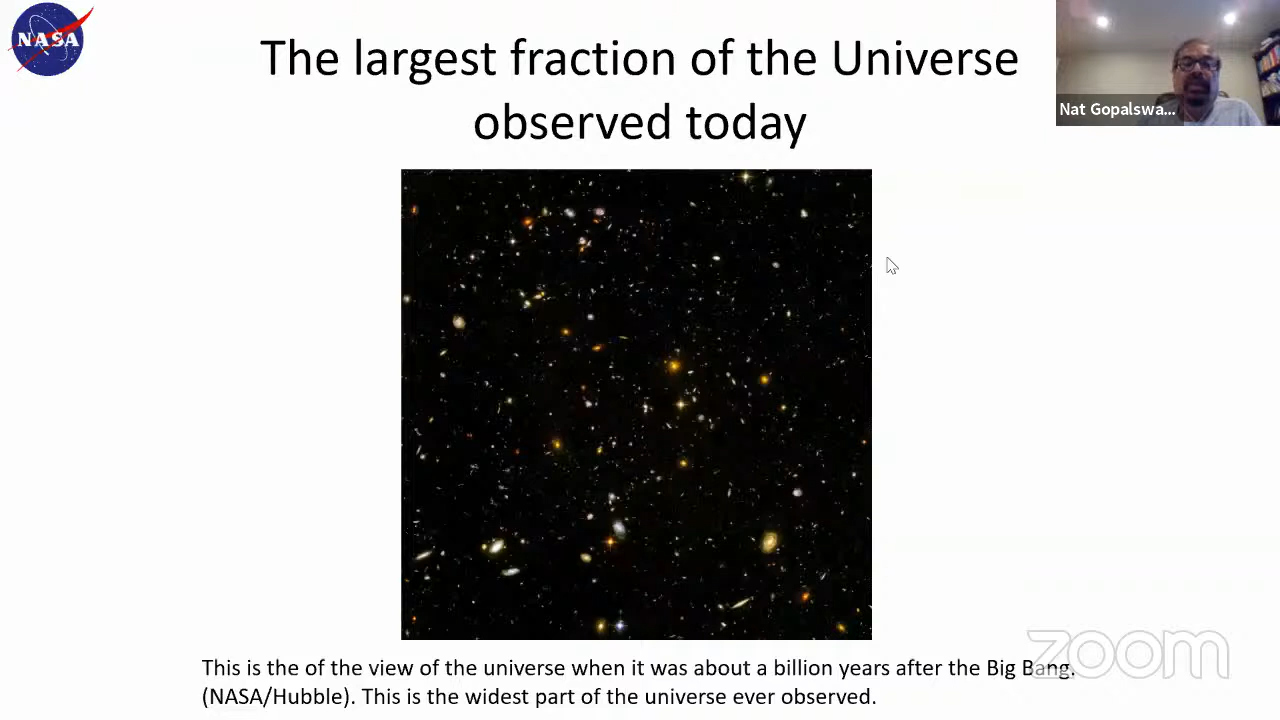 NASA
The largest fraction of the Universe
observed today
Nat Gopalswa...
This is the of the view of the universe when it was about a billion years after the Big Bang.
(NASA/Hubble). This is the widest part of the universe ever observed.
zoom